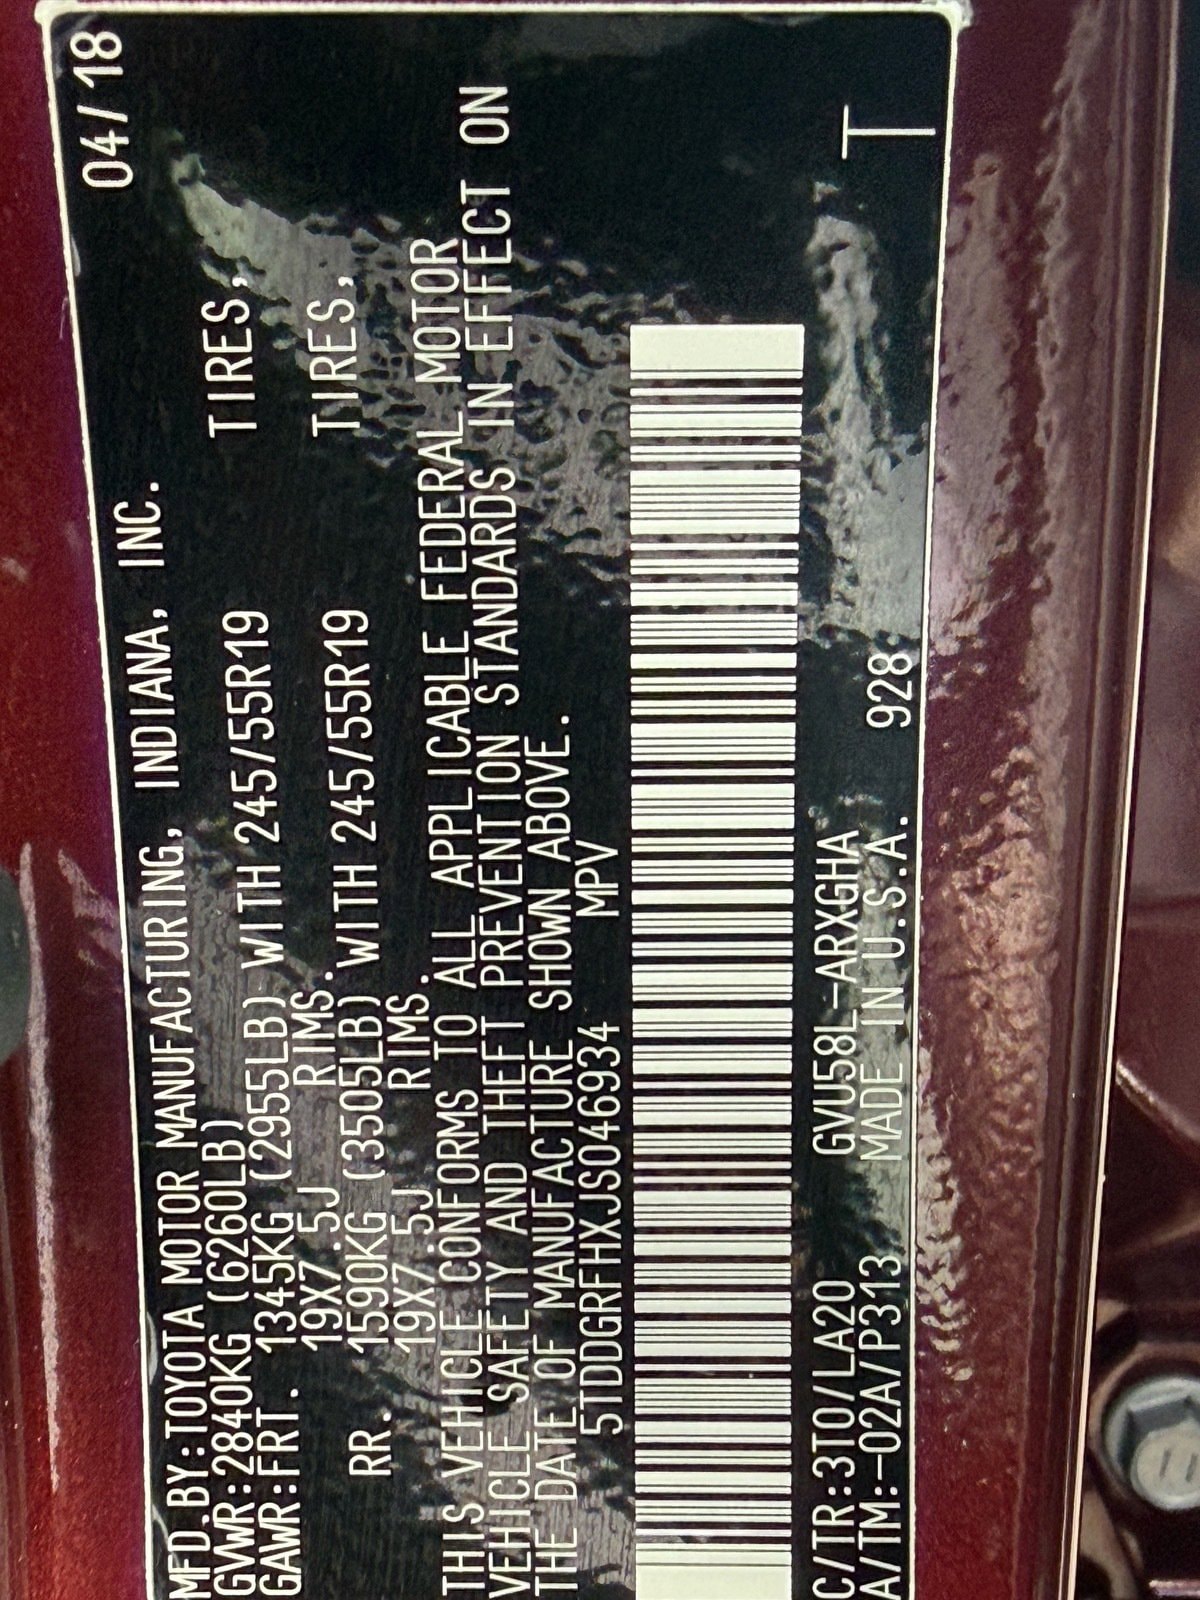 04/18
MFD.BY:TOYOTA MOTOR MANUFACTURING, INDIANA, INC.
GVWR:2840KG (6260LB)
GAWR:FRT. 1345KG (2955LB) WITH 245/55R19 TIRES,
19X7.5J RIMS.
RR. 1590KG (3505LB) WITH 245/55R19 TIRES,
19X7.5J RIMS.
THIS VEHICLE CONFORMS TO ALL APPLICABLE FEDERAL MOTOR
VEHICLE SAFETY AND THEFT PREVENTION STANDARDS IN EFFECT ON
THE DATE OF MANUFACTURE SHOWN ABOVE.
5TDDGRFHXJS046934 MPV
C/TR:3T0/LA20 GVU58L-ARXGHA
A/TM:-02A/P313 MADE IN U.S.A. 928
T